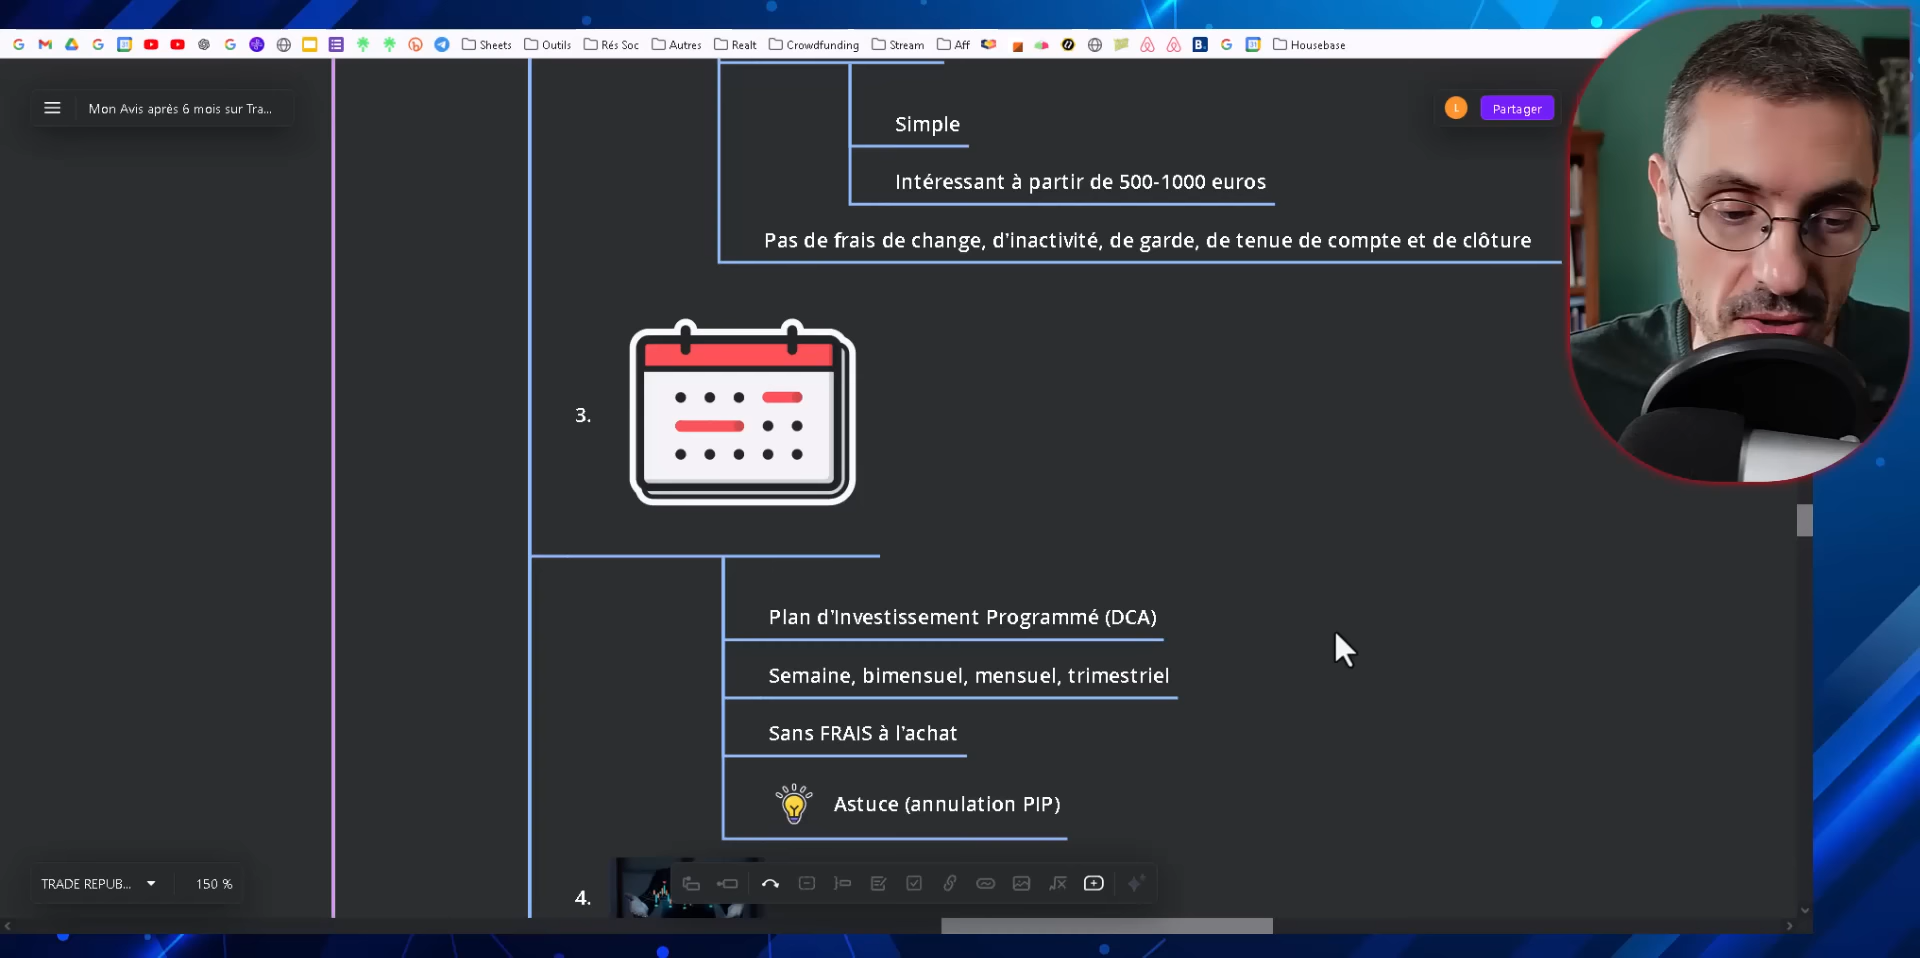 Sheets
Outils
Rés Soc
Autres
Realt
Crowdfunding
Stream
Aff
B.
Housebase
Mon Avis après 6 mois sur Tra...
L
Partager
Simple
Intéressant à partir de 500-1000 euros
Pas de frais de change, d'inactivité, de garde, de tenue de compte et de clôture
3.
Plan d'Investissement Programmé (DCA)
Semaine, bimensuel, mensuel, trimestriel
Sans FRAIS à l'achat
Astuce (annulation PIP)
4.
TRADE REPUB...
150 %